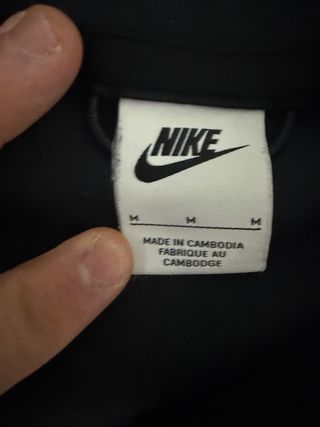 NIKE
M M M
MADE IN CAMBODIA
FABRIQUE AU
CAMBODGE